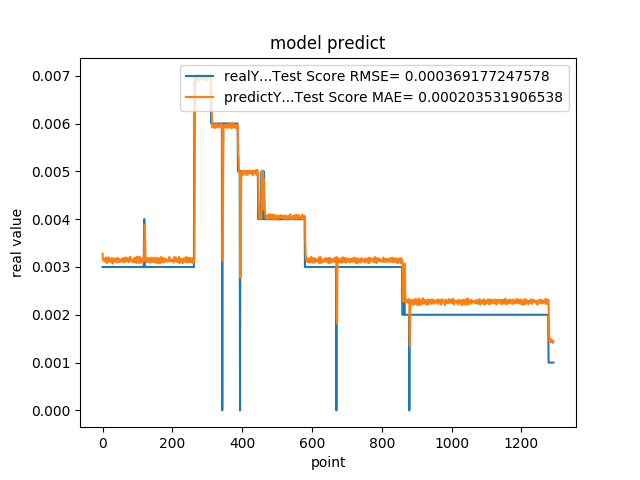 model predict
realY...Test Score RMSE= 0.000369177247578
predictY...Test Score MAE= 0.000203531906538
0.007
0.006
0.005
0.004
0.003
0.002
0.001
0.000
real value
0 200 400 600 800 1000 1200
point